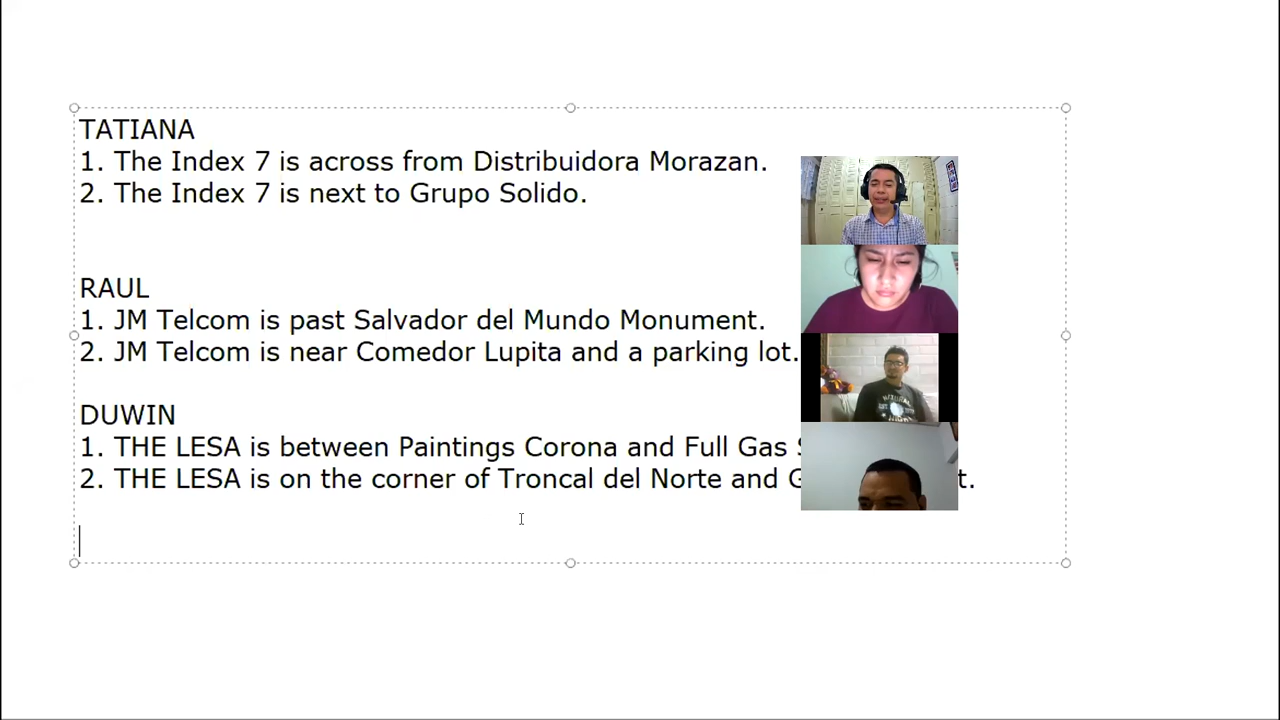 TATIANA
1. The Index 7 is across from Distribuidora Morazan.
2. The Index 7 is next to Grupo Solido.
RAUL
1. JM Telcom is past Salvador del Mundo Monument.
2. JM Telcom is near Comedor Lupita and a parking lot.
DUWIN
1. THE LESA is between Paintings Corona and Full Gas
2. THE LESA is on the corner of Troncal del Norte and